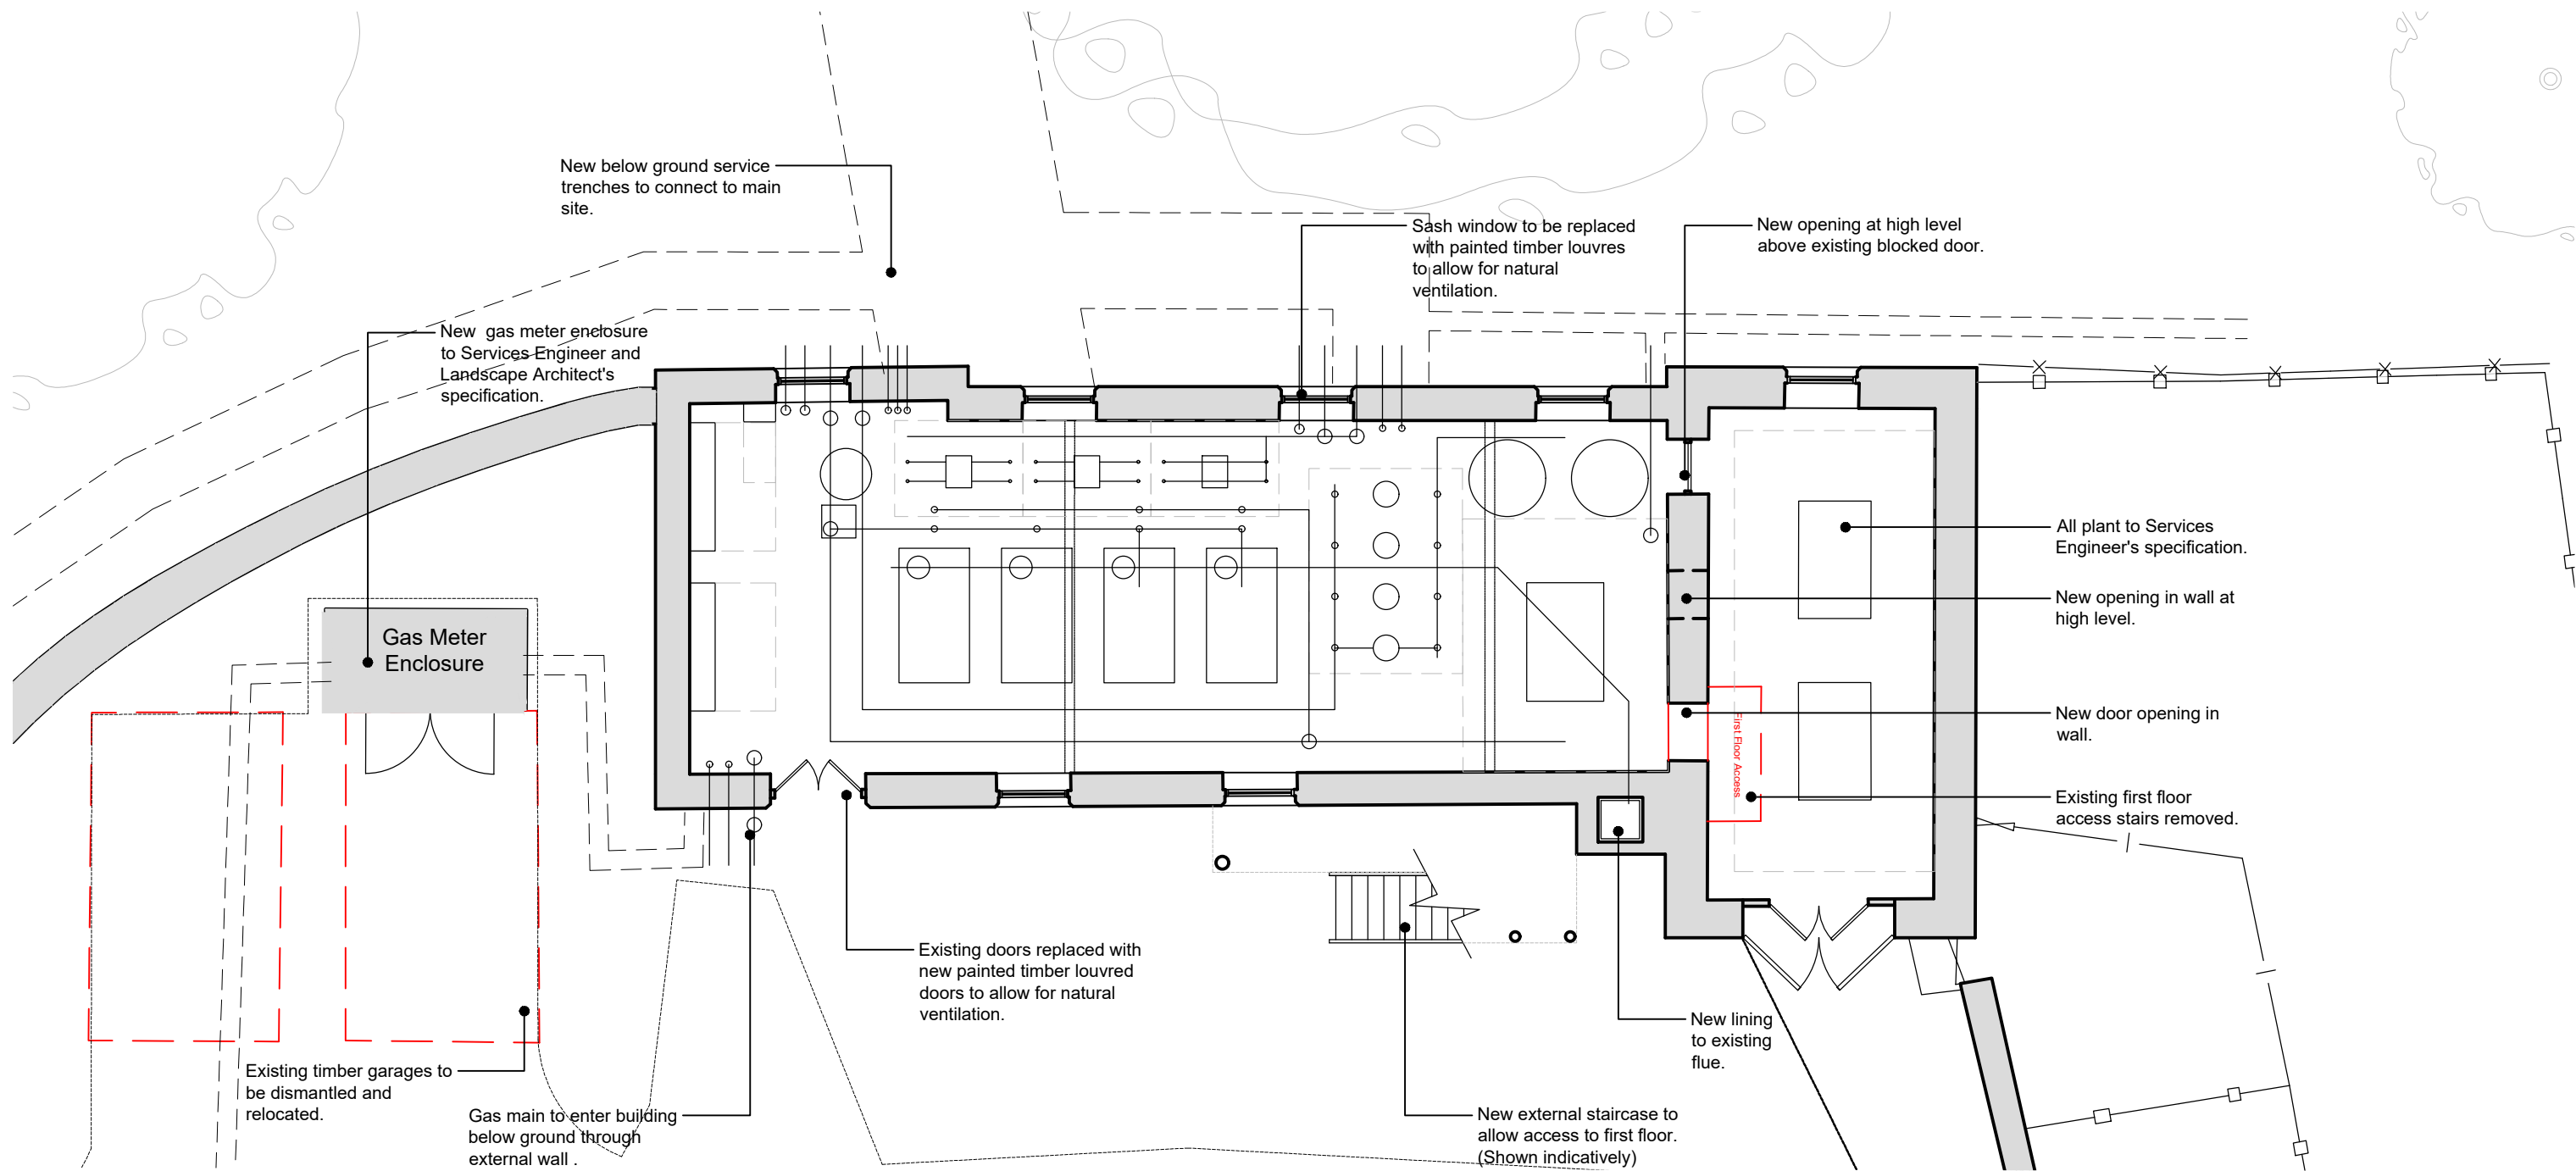 New below ground service
trenches to connect to main
site.
Sash window to be replaced
with painted timber louvres
to allow for natural
ventilation.
New opening at high level
above existing blocked door.
New gas meter enclosure
to Services Engineer and
Landscape Architect's
specification.
All plant to Services
Engineer's specification.
New opening in wall at
high level.
Gas Meter
Enclosure
New door opening in
wall.
First Floor Access
Existing first floor
access stairs removed.
Existing doors replaced with
new painted timber louvred
doors to allow for natural
ventilation.
New lining
to existing
flue.
Existing timber garages to
be dismantled and
relocated.
Gas main to enter building
below ground through
external wall .
New external staircase to
allow access to first floor.
(Shown indicatively)